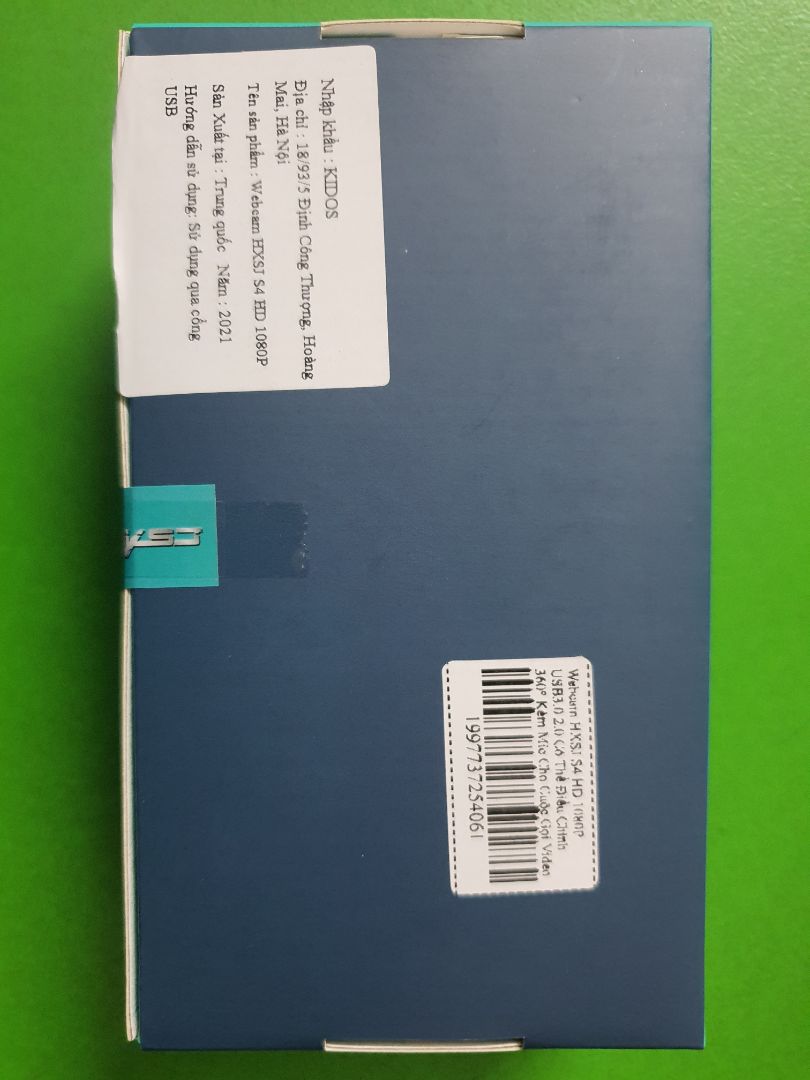 Nhập khẩu : KIDOS
Địa chỉ : 18/93/5 Định Công Thượng, Hoàng
Mai, Hà Nội
Tên sản phẩm : Webcam HXSJ S4 HD 1080P
Sản Xuất tại : Trung quốc Năm : 2021
Hướng dẫn sử dụng: Sử dụng qua cổng
USB
Webcam HXSJ S4 HD 1080P
USB3.0 2.0 Có Thể Điều Chỉnh
360° Kèm Mic Cho Cuộc Gọi Video
1997737254061